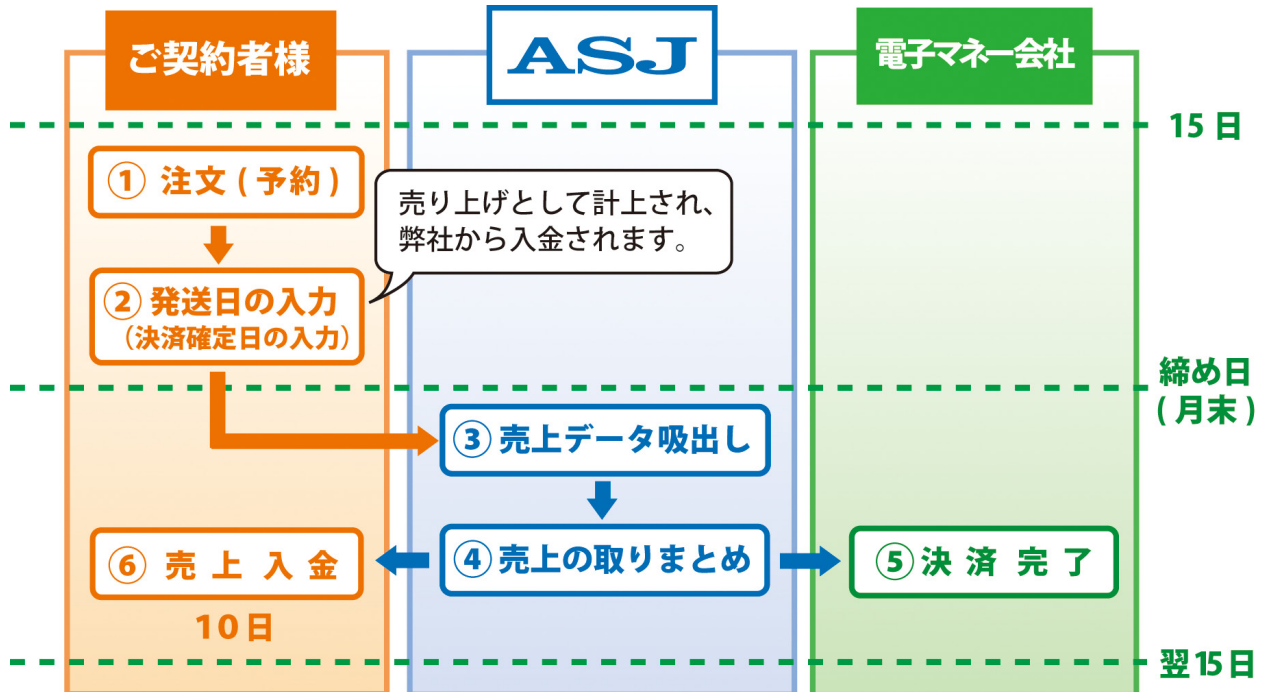 ご契約者様
ASJ
電子マネー会社
15日
① 注文(予約)
売り上げとして計上され、
弊社から入金されます。
② 発送日の入力
(決済確定日の入力)
締め日
(月末)
③ 売上データ吸出し
⑥ 売上入金
④ 売上の取りまとめ
⑤ 決済完了
10日
翌15日